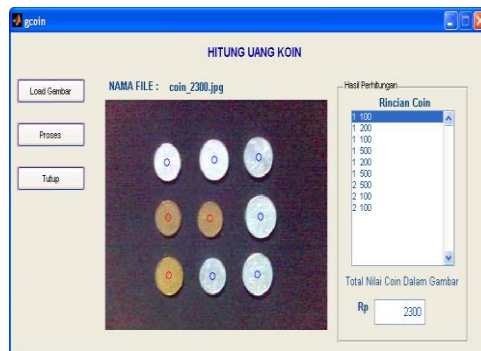 gcoin
HITUNG UANG KOIN
Load Gambar
Proses
Tutup
NAMA FILE : coin_2300.jpg
Hasil Perhitungan
Rincian Coin
1 100
1 200
1 100
1 500
1 200
1 500
2 500
2 100
2 100
Total Nilai Coin Dalam Gambar
Rp 2300